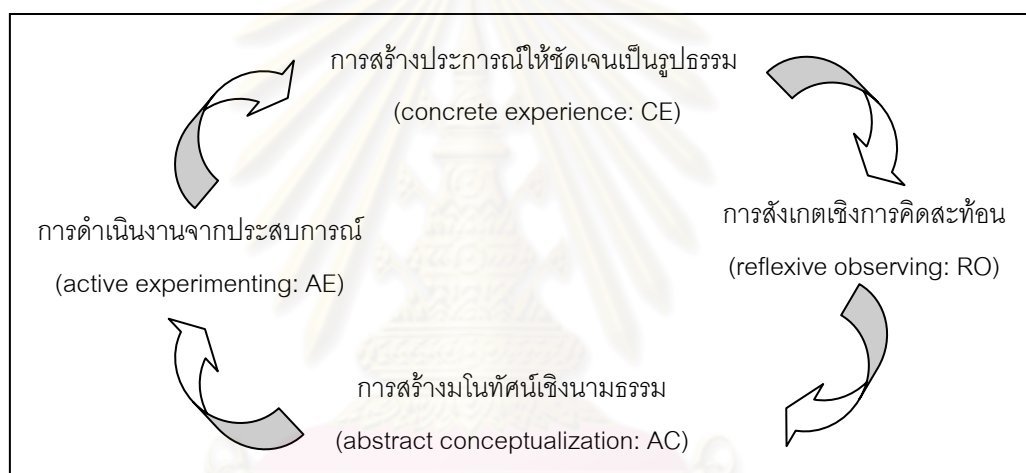 การสร้างประการณ์ให้ชัดเจนเป็นรูปธรรม
(concrete experience: CE)
การสังเกตเชิงการคิดสะท้อน
(reflexive observing: RO)
การสร้างมโนทัศน์เชิงนามธรรม
(abstract conceptualization: AC)
การดำเนินงานจากประสบการณ์
(active experimenting: AE)